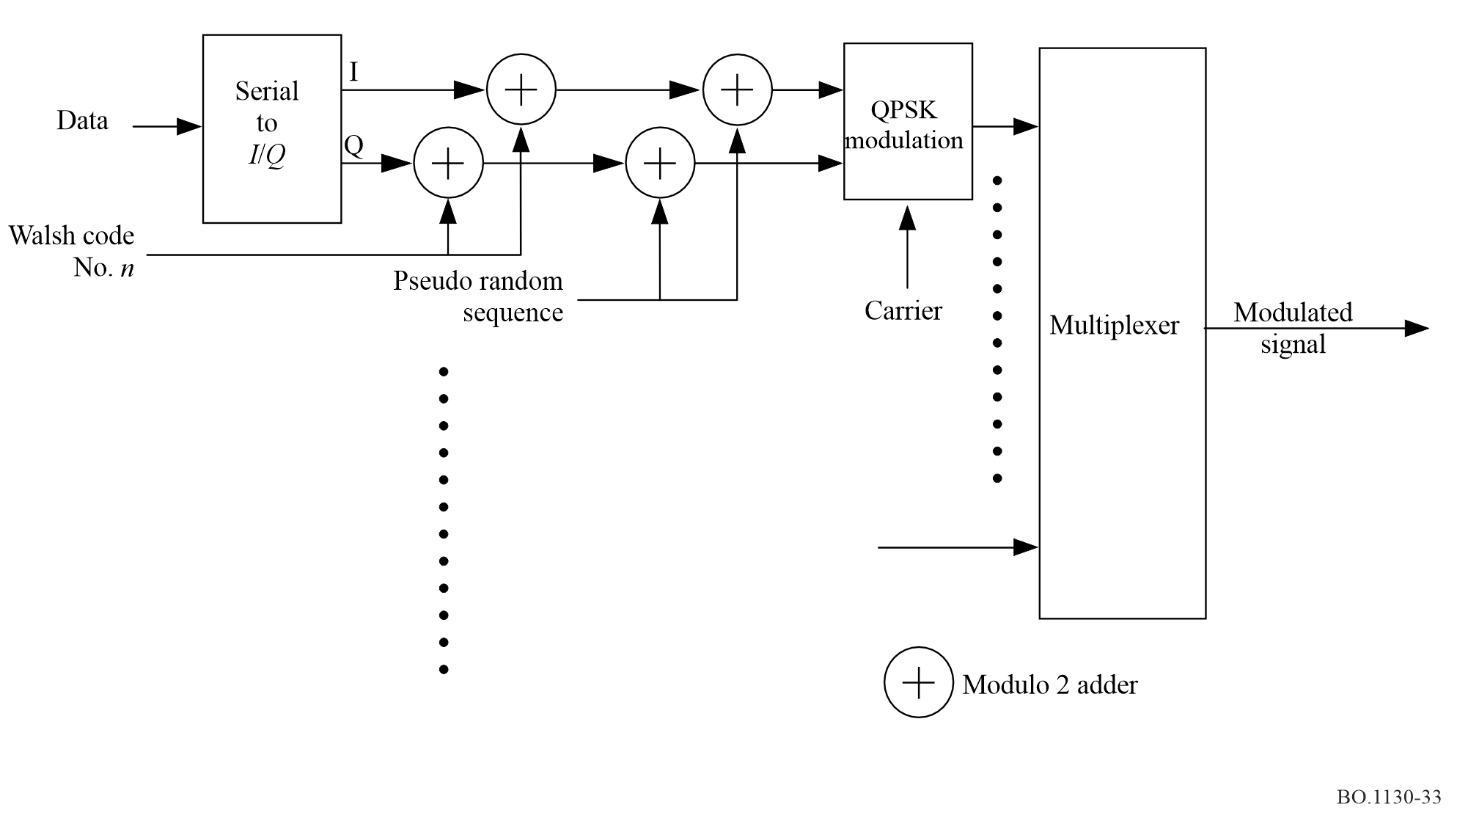 Data
Serial
to
I/Q
I
Q
Walsh code
No. n
Pseudo random
sequence
QPSK
modulation
Carrier
Multiplexer
Modulated
signal
Modulo 2 adder
BO.1130-33